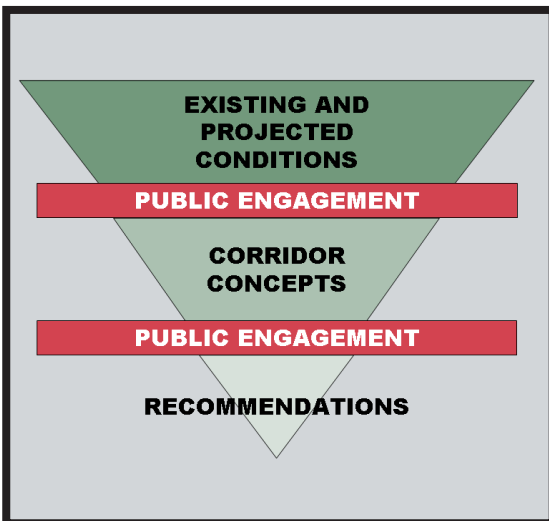 EXISTING AND
PROJECTED
CONDITIONS
PUBLIC ENGAGEMENT
CORRIDOR
CONCEPTS
PUBLIC ENGAGEMENT
RECOMMENDATIONS